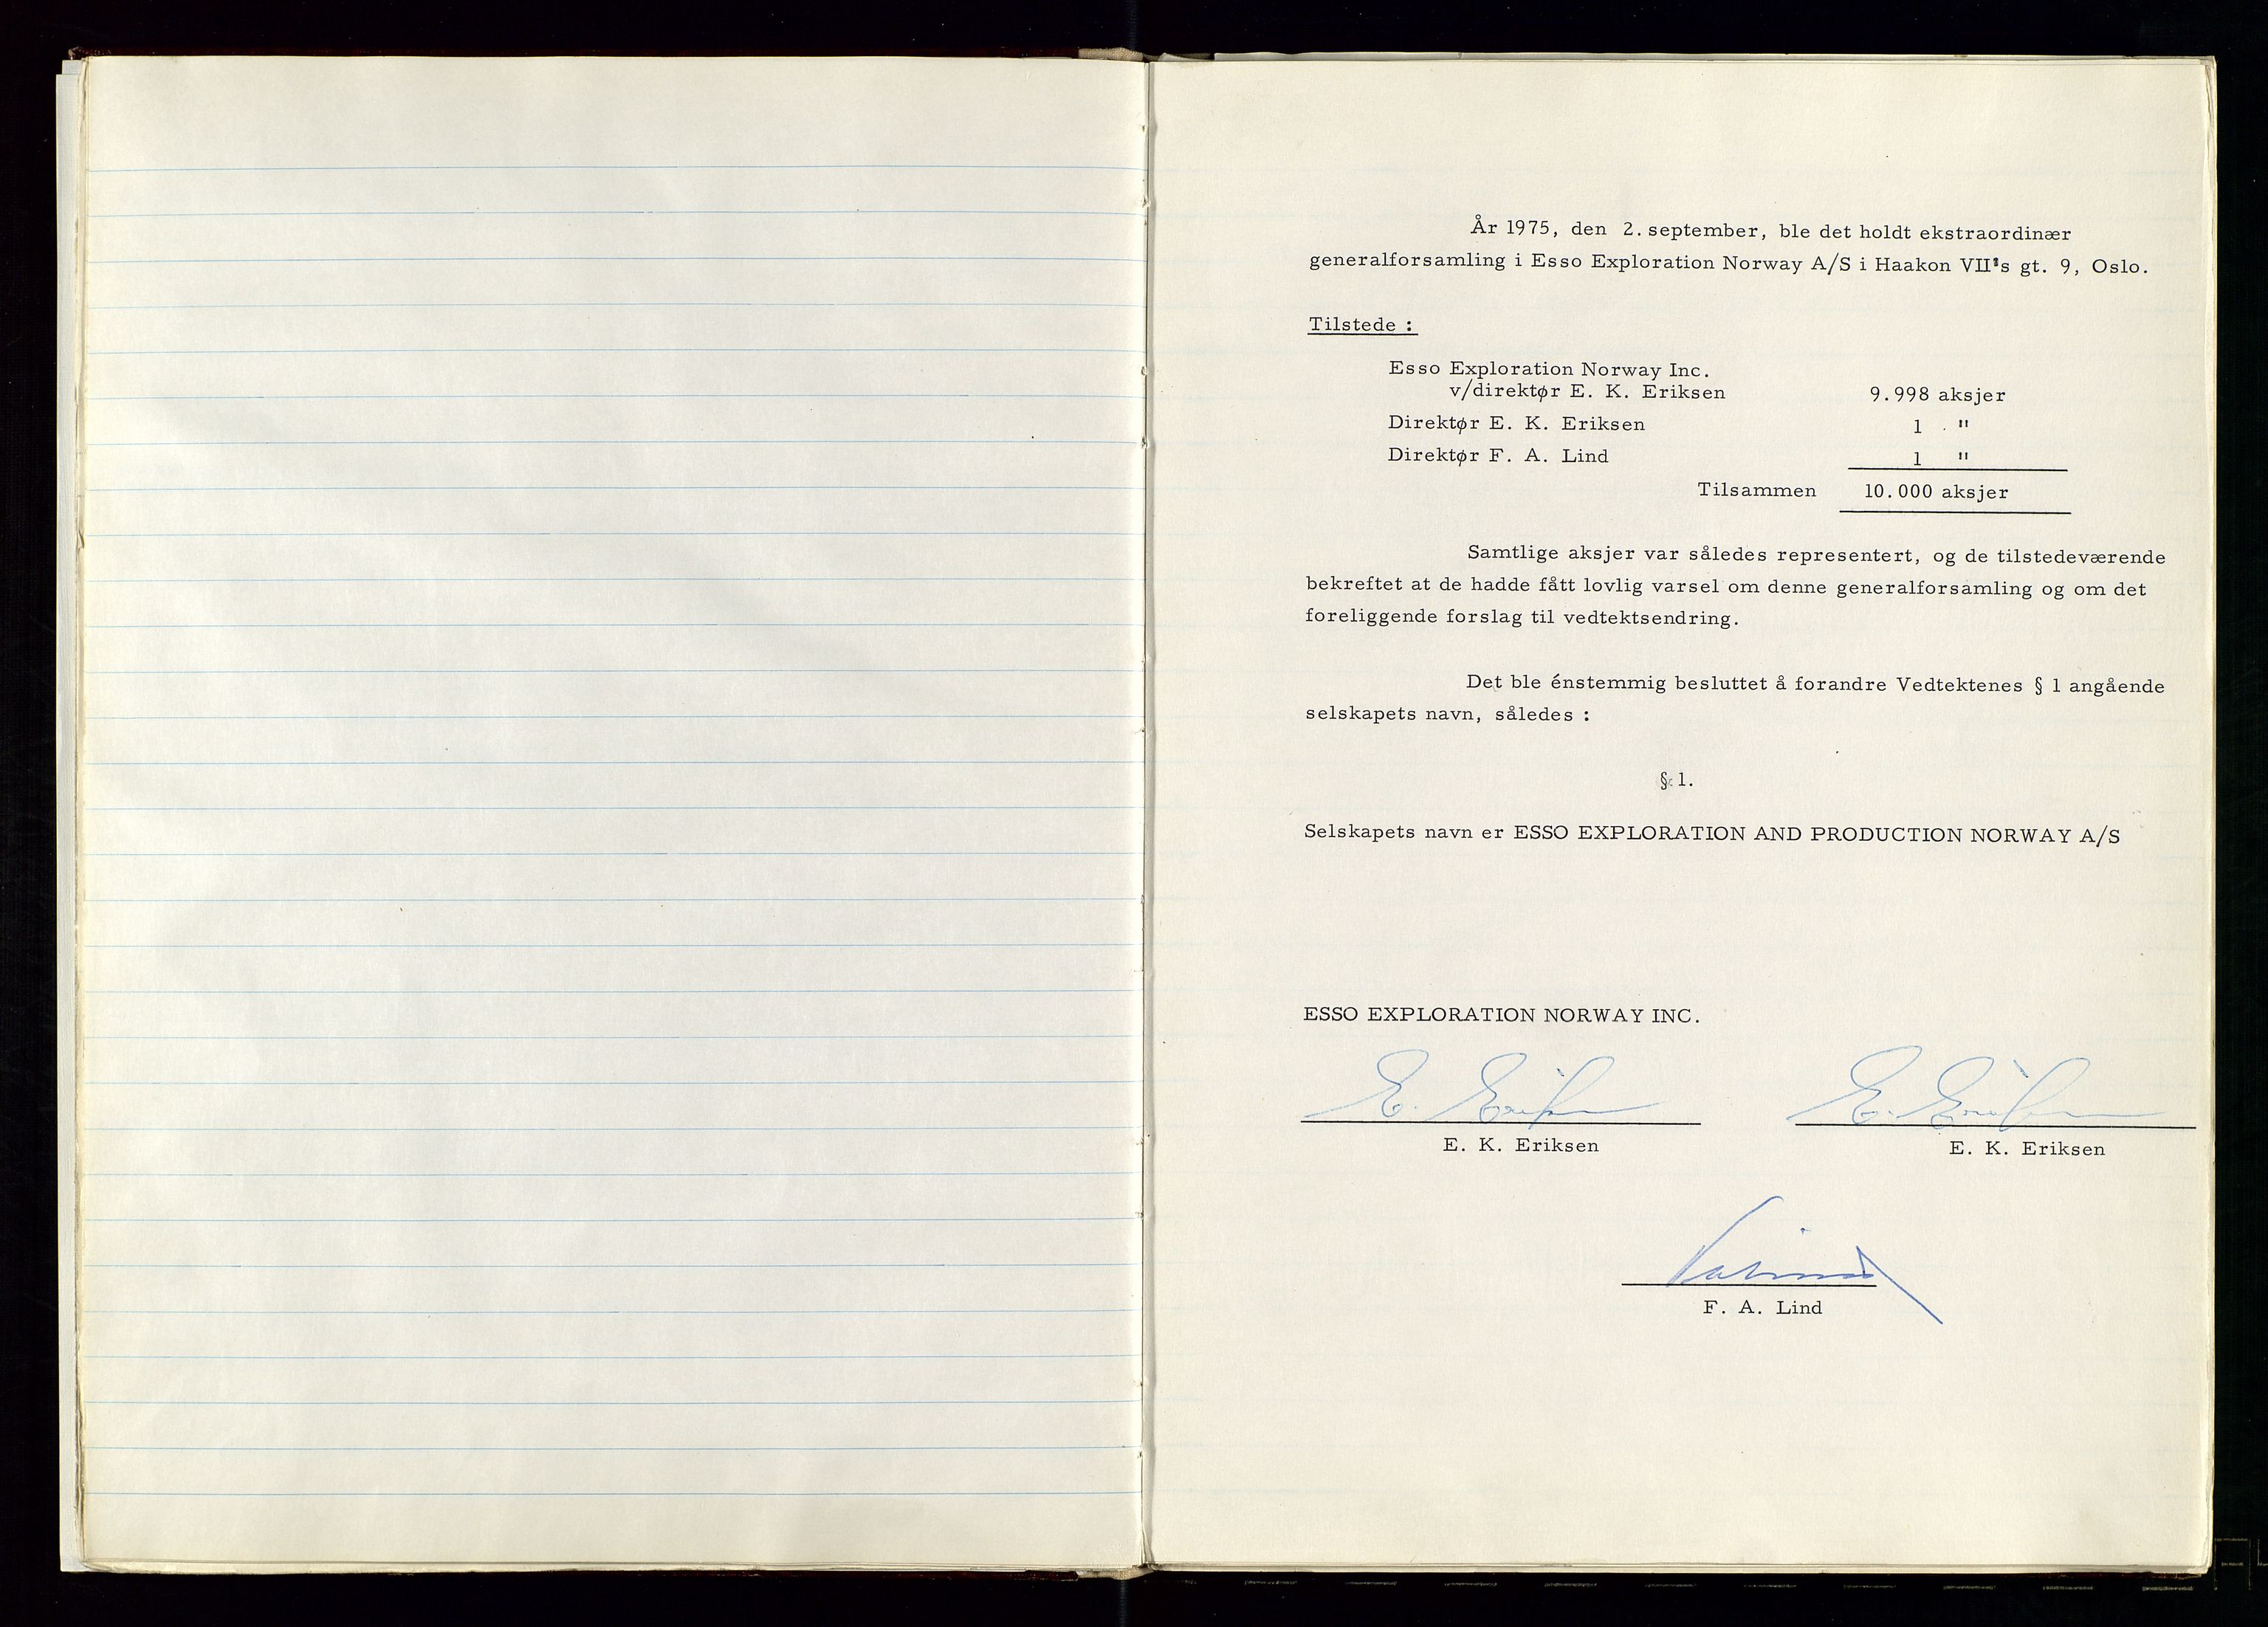 År 1975, den 2. september, ble det holdt ekstraordinær
generalforsamling i Esso Exploration Norway A/S i Haakon VII's gt. 9, Oslo.
Tilstede :
Esso Exploration Norway Inc.
v/direktør E. K. Eriksen 9.998 aksjer
Direktør E. K. Eriksen 1 "
Direktør F. A. Lind 1 "
Tilsammen 10.000 aksjer
Samtlige aksjer var således representert, og de tilstedeværende
bekreftet at de hadde fått lovlig varsel om denne generalforsamling og om det
foreliggende forslag til vedtektsendring.
Det ble énstemmig besluttet å forandre Vedtektenes § 1 angående
selskapets navn, således :
§ 1.
Selskapets navn er ESSO EXPLORATION AND PRODUCTION NORWAY A/S
ESSO EXPLORATION NORWAY INC.
E. Eriksen E. Eriksen
E. K. Eriksen E. K. Eriksen
F. A. Lind